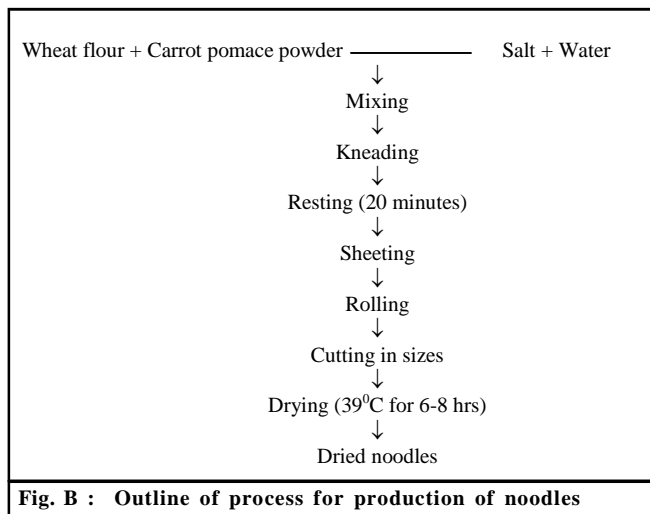 Wheat flour + Carrot pomace powder Salt + Water
↓
Mixing
↓
Kneading
↓
Resting (20 minutes)
↓
Sheeting
↓
Rolling
↓
Cutting in sizes
↓
Drying (39⁰C for 6-8 hrs)
↓
Dried noodles
Fig. B : Outline of process for production of noodles